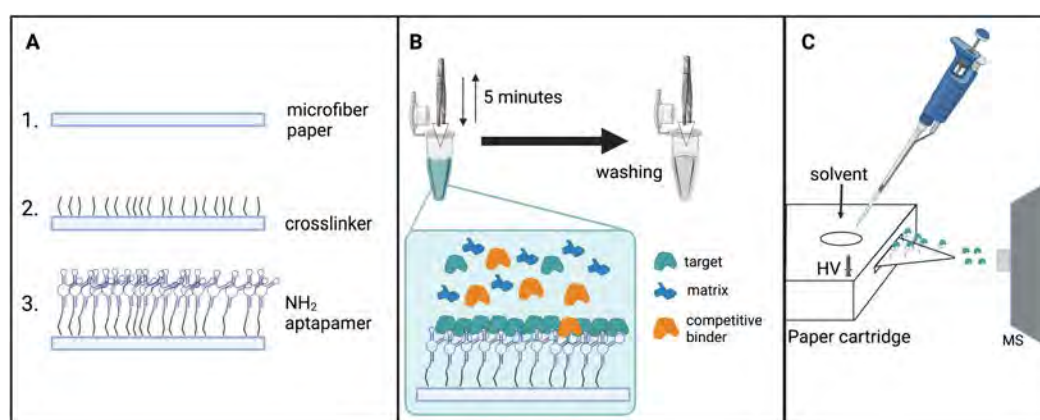 A
1.
microfiber
paper
2.
crosslinker
3.
NH2
aptapamer
B
5 minutes
washing
target
matrix
competitive
binder
C
solvent
HV
Paper cartridge
MS